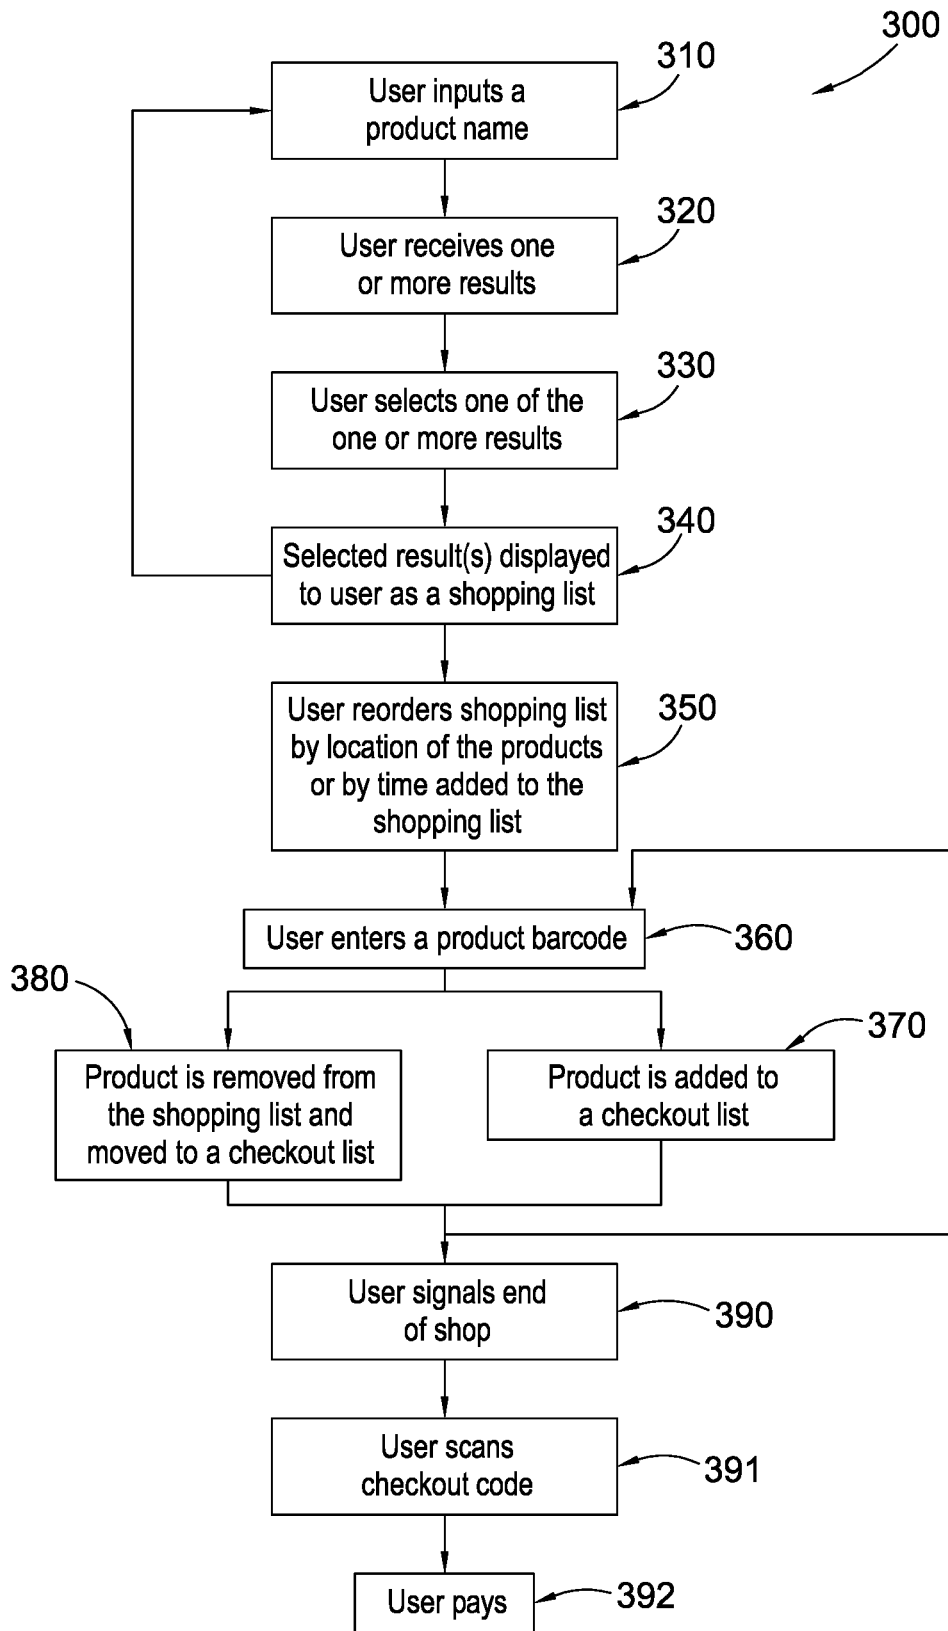 300
310
User inputs a
product name
320
User receives one
or more results
330
User selects one of the
one or more results
340
Selected result(s) displayed
to user as a shopping list
350
User reorders shopping list
by location of the products
or by time added to the
shopping list
User enters a product barcode
360
380
370
Product is removed from
the shopping list and
moved to a checkout list
Product is added to
a checkout list
User signals end
of shop
390
User scans
checkout code
391
User pays
392